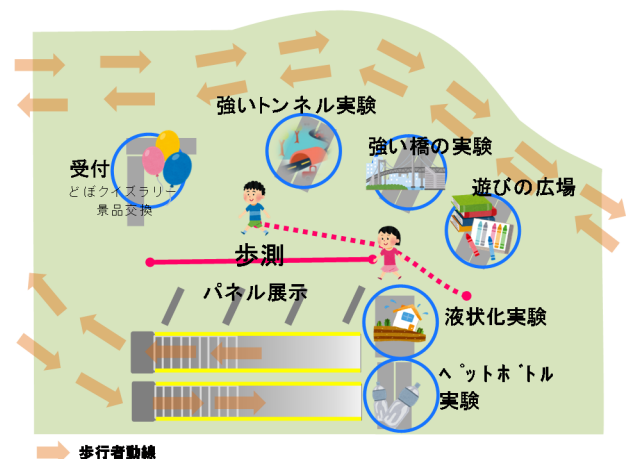 強いトンネル実験
強い橋の実験
受付
どぼクイズラリー
景品交換
遊びの広場
歩測
パネル展示
液状化実験
ペットボトル
実験
歩行者動線